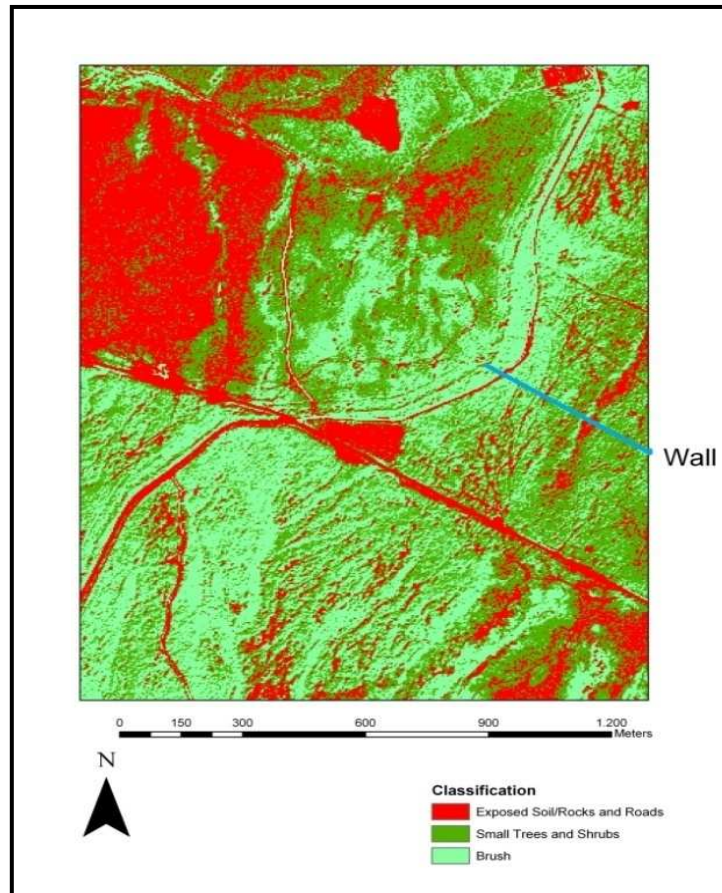 Wall
0 150 300 600 900 1.200
Meters
N
Classification
Exposed Soil/Rocks and Roads
Small Trees and Shrubs
Brush